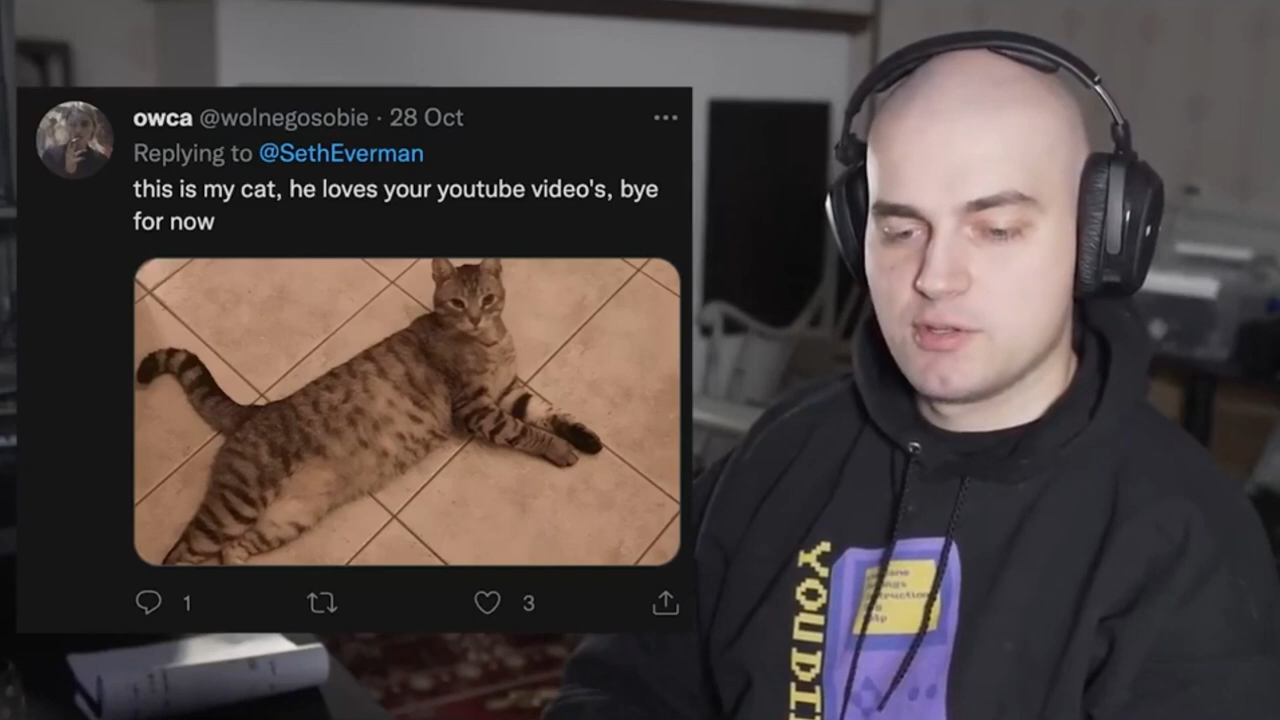 owca @wolnegosobie · 28 Oct
Replying to @SethEverman
this is my cat, he loves your youtube video's, bye
for now
1
3
YOUDI